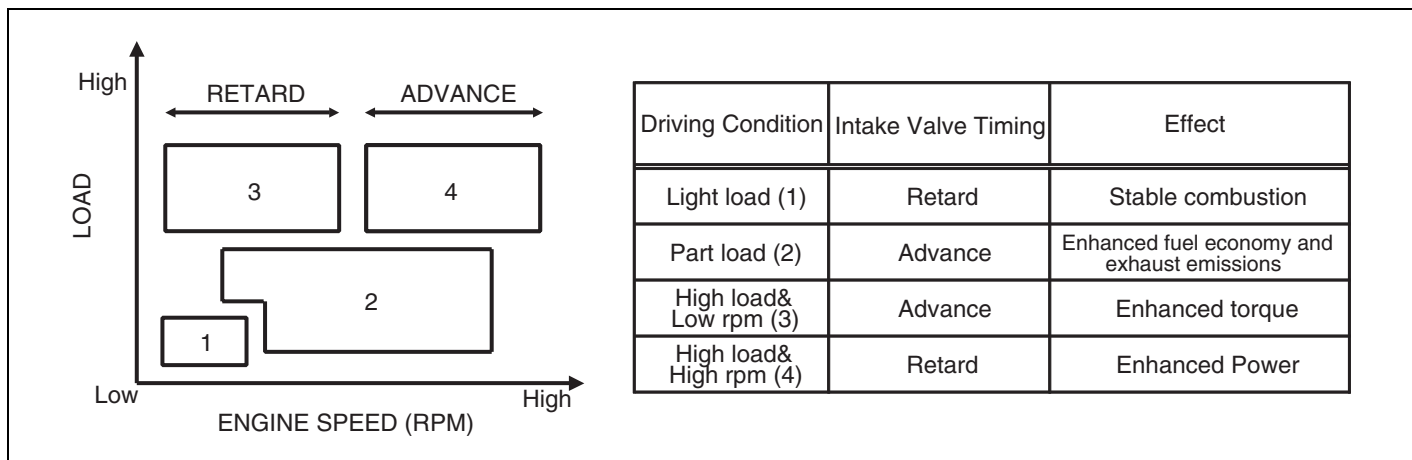 High
RETARD
ADVANCE
LOAD
3
4
2
1
Low
High
ENGINE SPEED (RPM)
Driving Condition Intake Valve Timing Effect
Light load (1) Retard Stable combustion
Part load (2) Advance Enhanced fuel economy and
exhaust emissions
High load&
Low rpm (3) Advance Enhanced torque
High load&
High rpm (4) Retard Enhanced Power